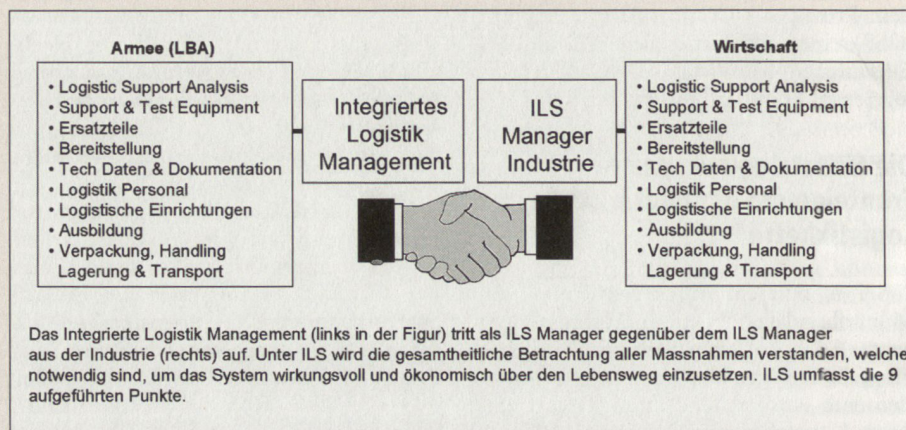 Armee (LBA)
• Logistic Support Analysis
• Support & Test Equipment
• Ersatzteile
• Bereitstellung
• Tech Daten & Dokumentation
• Logistik Personal
• Logistische Einrichtungen
• Ausbildung
• Verpackung, Handling
Lagerung & Transport
Integriertes
Logistik
Management
ILS
Manager
Industrie
Wirtschaft
• Logistic Support Analysis
• Support & Test Equipment
• Ersatzteile
• Bereitstellung
• Tech Daten & Dokumentation
• Logistik Personal
• Logistische Einrichtungen
• Ausbildung
• Verpackung, Handling
Lagerung & Transport
Das Integrierte Logistik Management (links in der Figur) tritt als ILS Manager gegenüber dem ILS Manager
aus der Industrie (rechts) auf. Unter ILS wird die gesamtheitliche Betrachtung aller Massnahmen verstanden, welche
notwendig sind, um das System wirkungsvoll und ökonomisch über den Lebensweg einzusetzen. ILS umfasst die 9
aufgeführten Punkte.